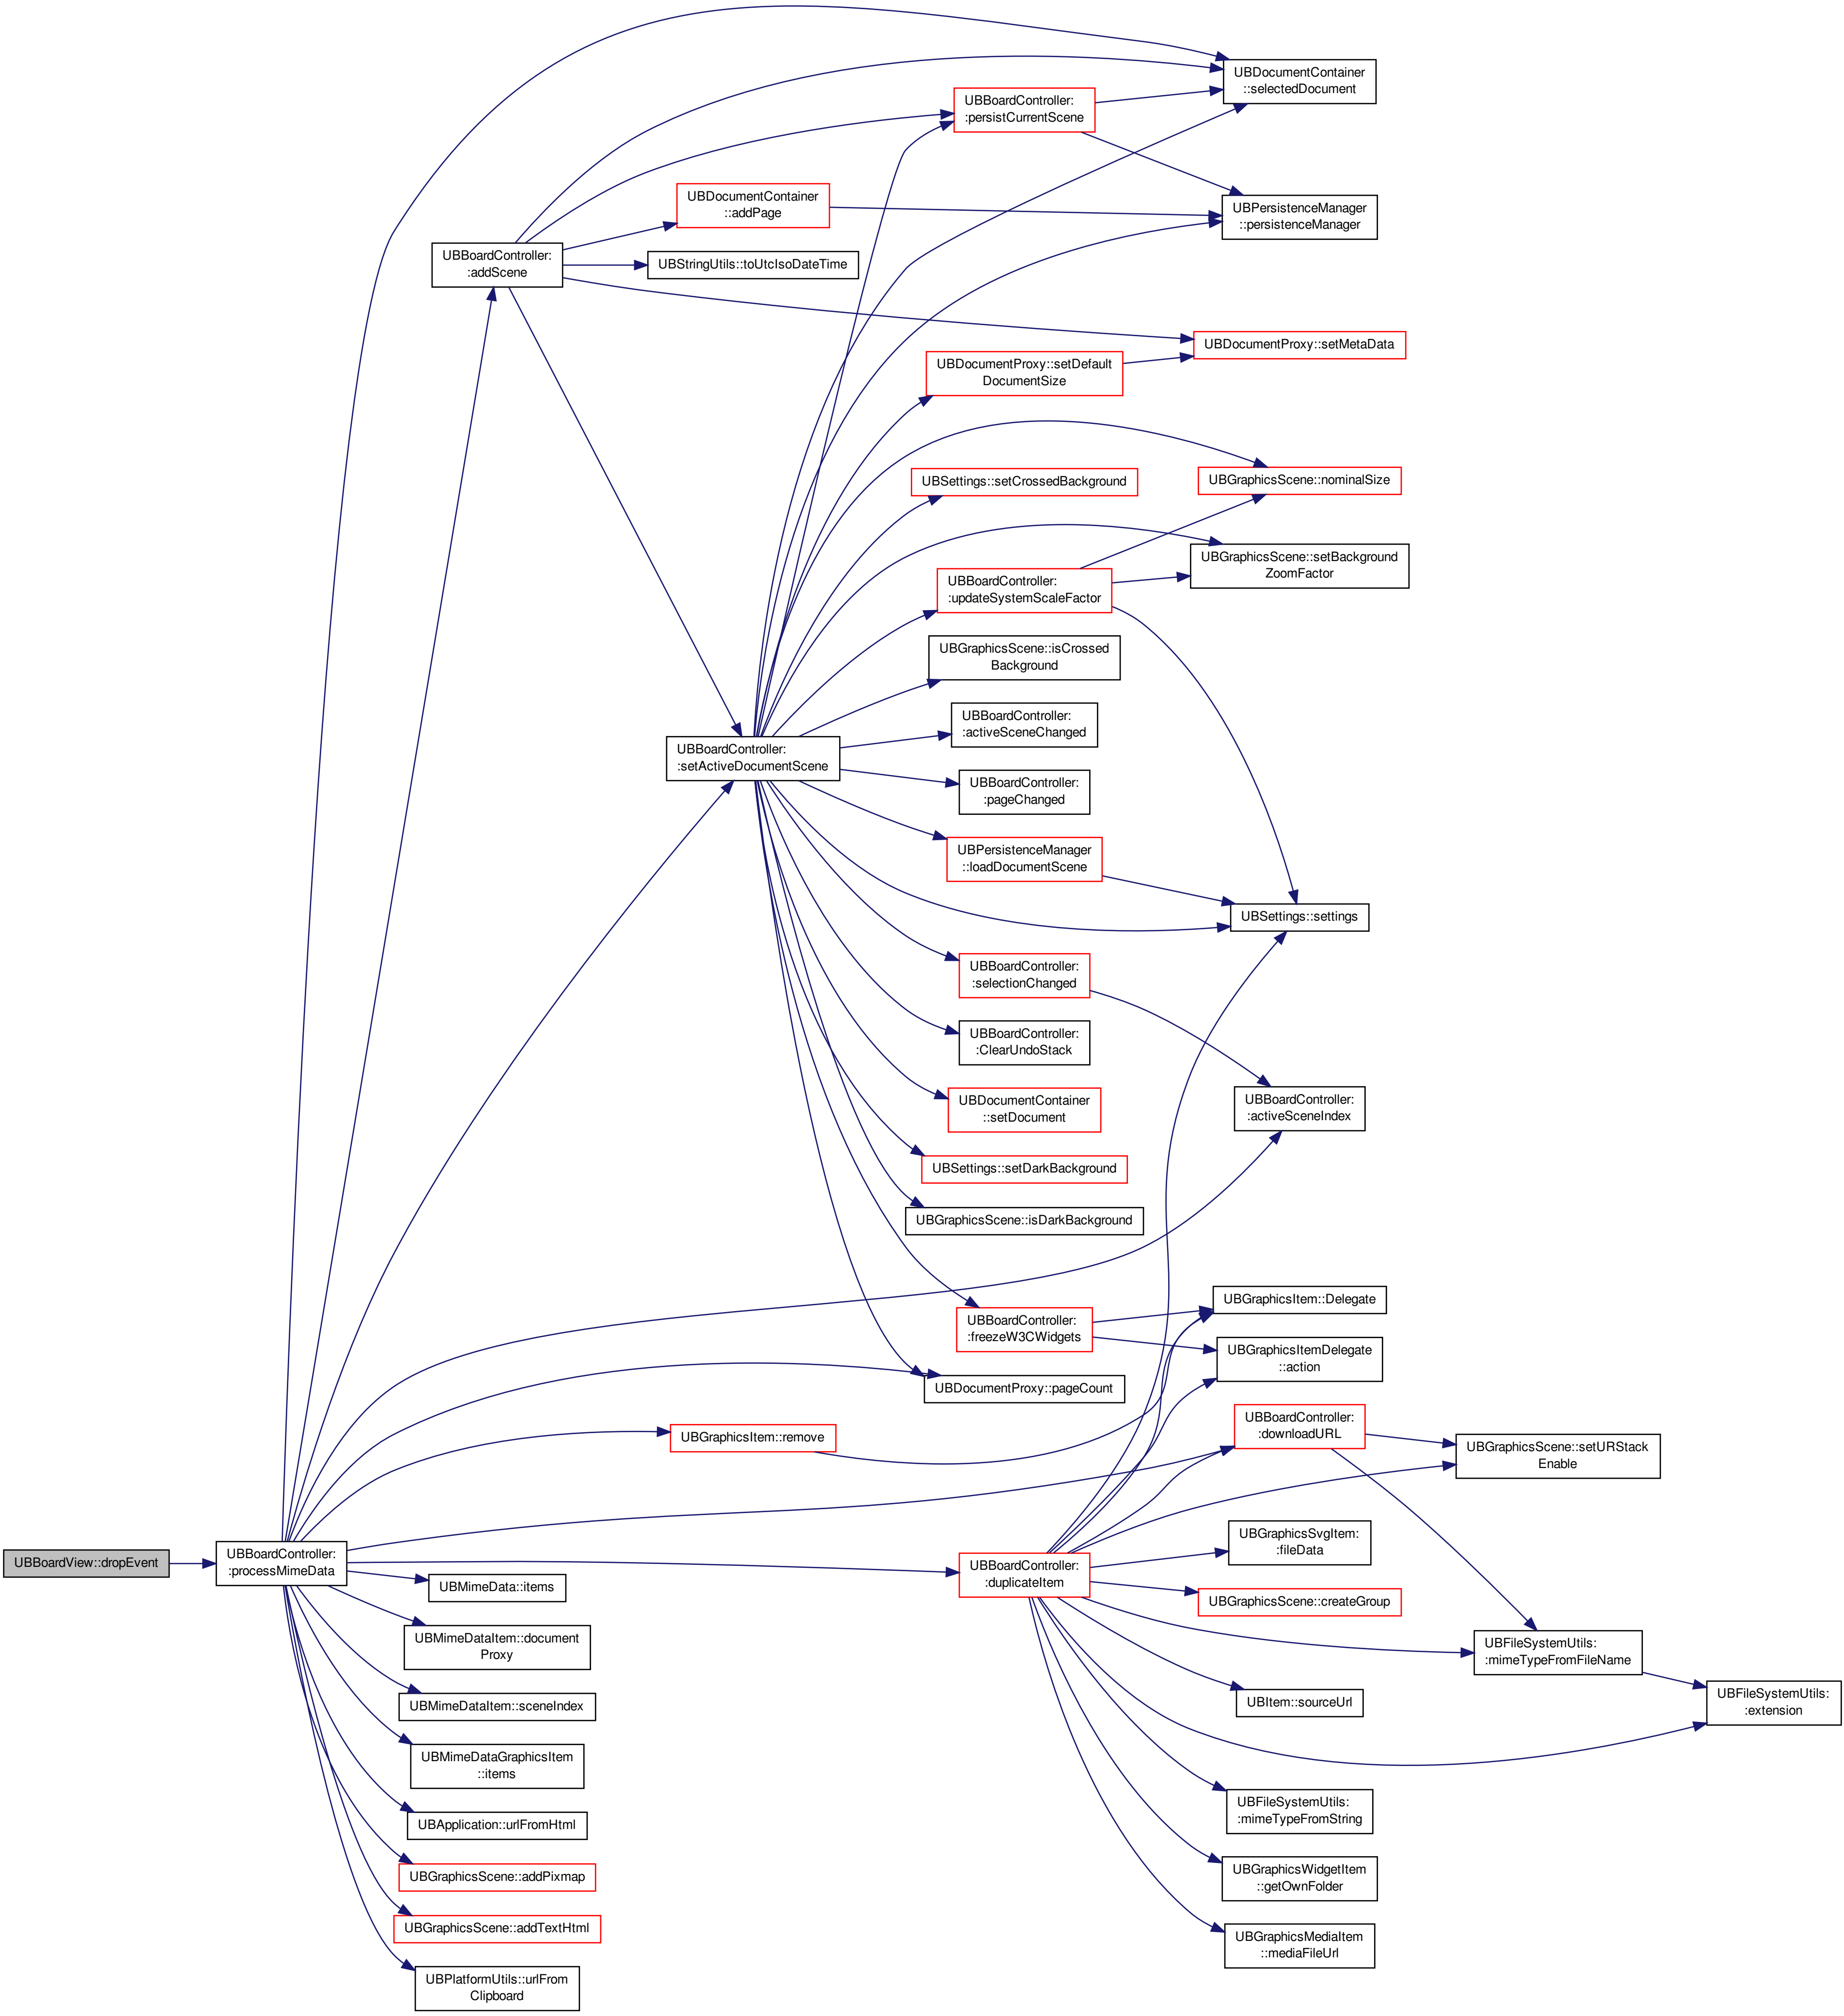 UBDocumentContainer
::selectedDocument
UBBoardController:
:persistCurrentScene
UBDocumentContainer
::addPage
UBPersistenceManager
::persistenceManager
UBBoardController:
:addScene
UBStringUtils::toUtcIsoDateTime
UBDocumentProxy::setMetaData
UBDocumentProxy::setDefault
DocumentSize
UBSettings::setCrossedBackground
UBGraphicsScene::nominalSize
UBGraphicsScene::setBackground
ZoomFactor
UBBoardController:
:updateSystemScaleFactor
UBGraphicsScene::isCrossed
Background
UBBoardController:
:activeSceneChanged
UBBoardController:
:setActiveDocumentScene
UBBoardController:
:pageChanged
UBPersistenceManager
::loadDocumentScene
UBSettings::settings
UBBoardController:
:selectionChanged
UBBoardController:
:ClearUndoStack
UBDocumentContainer
::setDocument
UBBoardController:
:activeSceneIndex
UBSettings::setDarkBackground
UBGraphicsScene::isDarkBackground
UBGraphicsItem::Delegate
UBBoardController:
:freezeW3CWidgets
UBGraphicsItemDelegate
::action
UBDocumentProxy::pageCount
UBGraphicsItem::remove
UBBoardController:
:downloadURL
UBGraphicsScene::setURStack
Enable
UBBoardView::dropEvent
UBBoardController:
:processMimeData
UBGraphicsSvgItem:
:fileData
UBBoardController:
:duplicateItem
UBMimeData::items
UBGraphicsScene::createGroup
UBMimeDataItem::document
Proxy
UBFileSystemUtils:
:mimeTypeFromFileName
UBMimeDataItem::sceneIndex
UBItem::sourceUrl
UBFileSystemUtils:
:extension
UBMimeDataGraphicsItem
::items
UBApplication::urlFromHtml
UBFileSystemUtils:
:mimeTypeFromString
UBGraphicsScene::addPixmap
UBGraphicsWidgetItem
::getOwnFolder
UBGraphicsScene::addTextHtml
UBGraphicsMediaItem
::mediaFileUrl
UBPlatformUtils::urlFrom
Clipboard